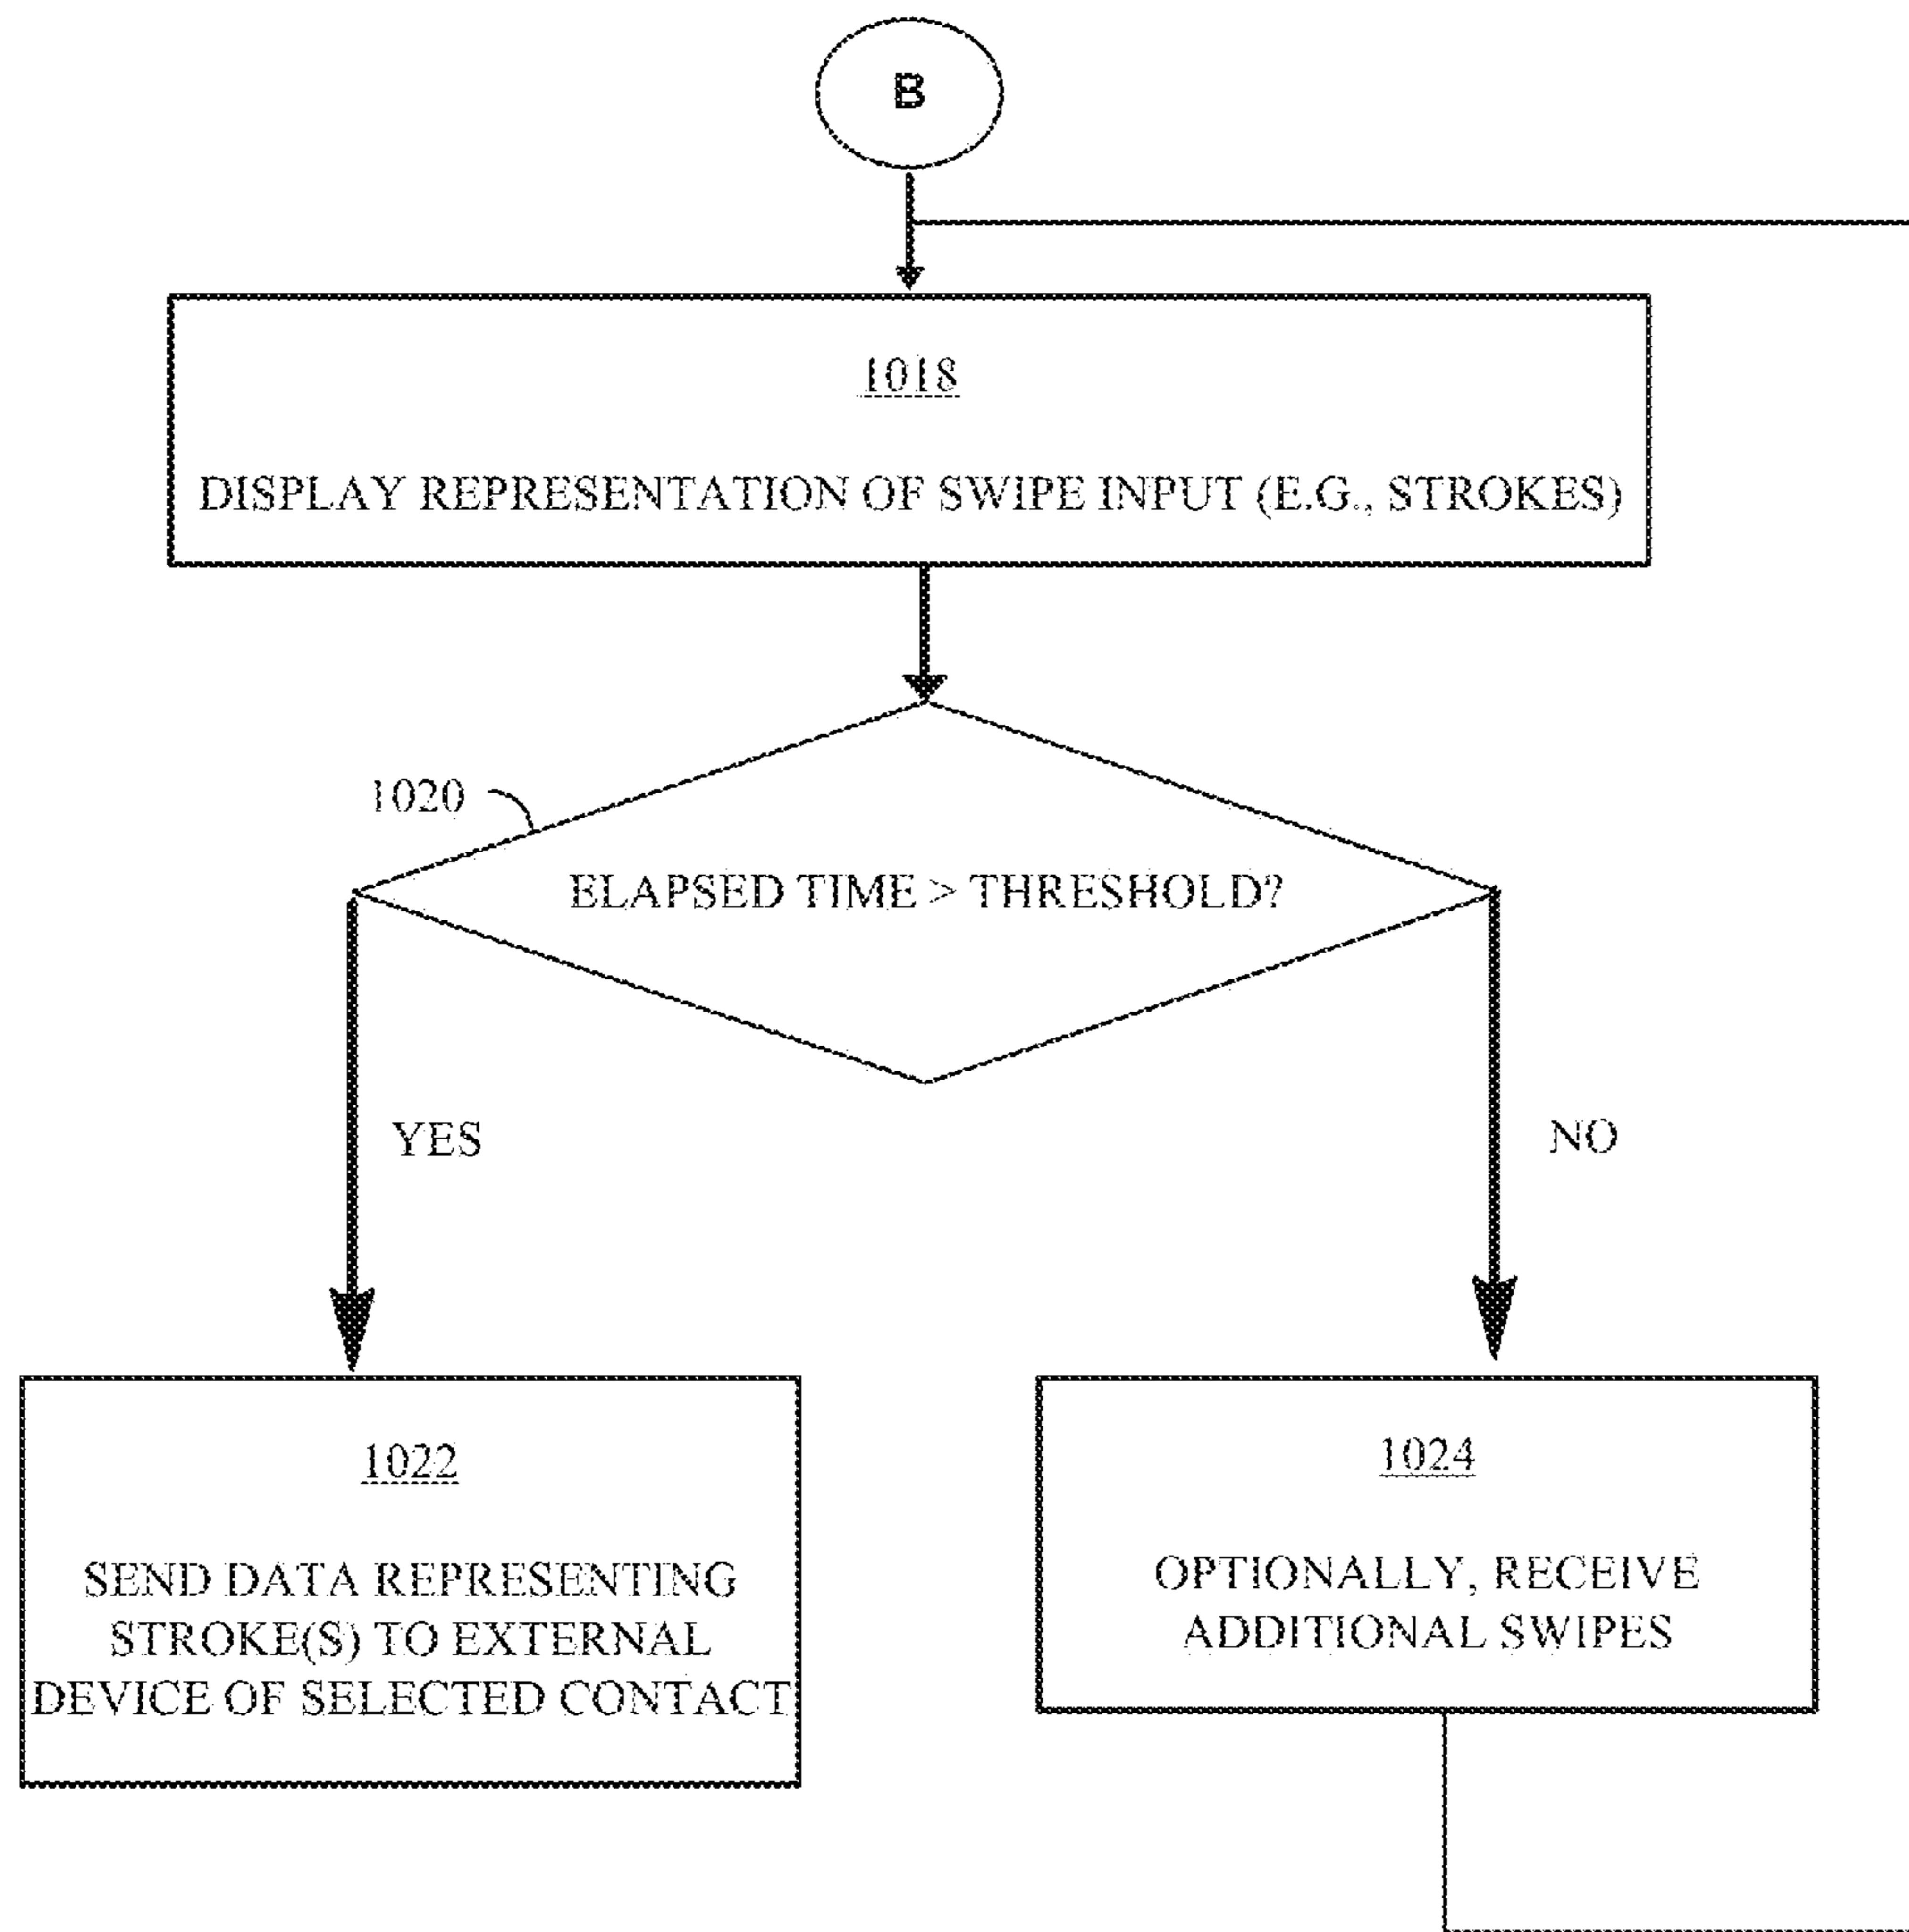 B
1018
DISPLAY REPRESENTATION OF SWIPE INPUT (E.G., STROKES)
1020
ELAPSED TIME > THRESHOLD?
YES
NO
1022
SEND DATA REPRESENTING
STROKE(S) TO EXTERNAL
DEVICE OF SELECTED CONTACT
1024
OPTIONALLY, RECEIVE
ADDITIONAL SWIPES